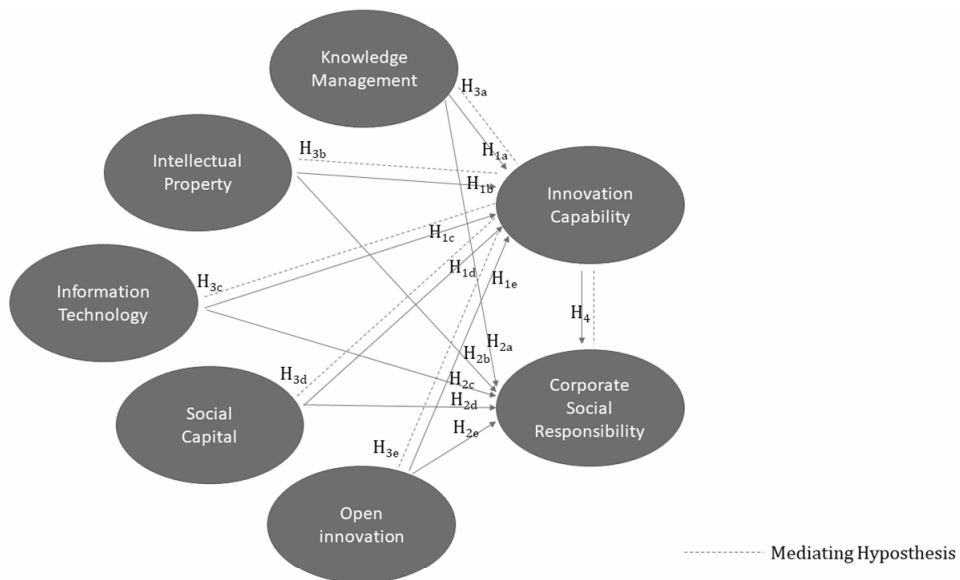 Knowledge
Management
H3a
H1a
Intellectual
Property
H3b
H1b
Innovation
Capability
H1c
Information
Technology
H3c
H1d
H1e
H4
H2a
H2b
H3d
H2c
H2d
Social
Capital
H2e
Corporate
Social
Responsibility
H3e
Open
innovation
Mediating Hyposthesis